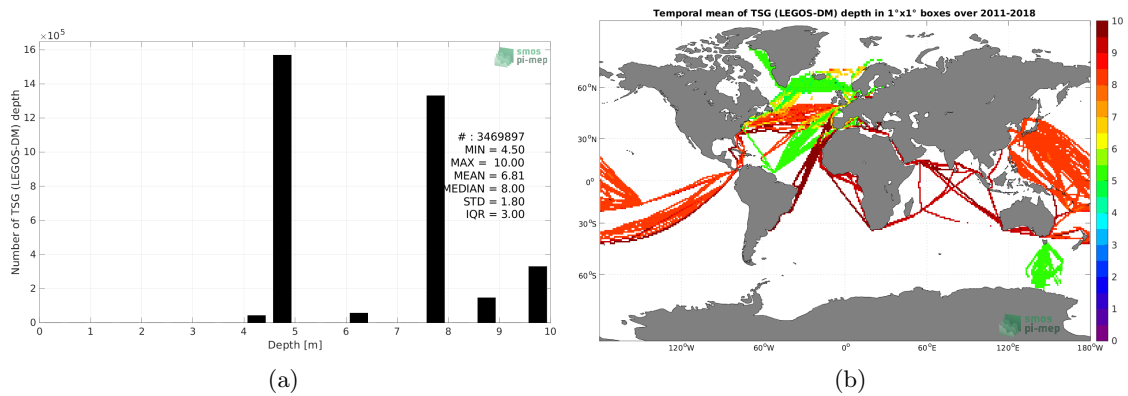 ×10⁵
16
14
12
10
8
6
4
2
0
Number of TSG (LEGOS-DM) depth
smos
pi-mep
# : 3469897
MIN = 4.50
MAX = 10.00
MEAN = 6.81
MEDIAN = 8.00
STD = 1.80
IQR = 3.00
0 1 2 3 4 5 6 7 8 9 10
Depth [m]
(a)
Temporal mean of TSG (LEGOS-DM) depth in 1°x1° boxes over 2011-2018
60°N
30°N
0°
30°S
60°S
120°W 60°W 0° 60°E 120°E 180°W
smos
pi-mep
10
9
8
7
6
5
4
3
2
1
0
(b)